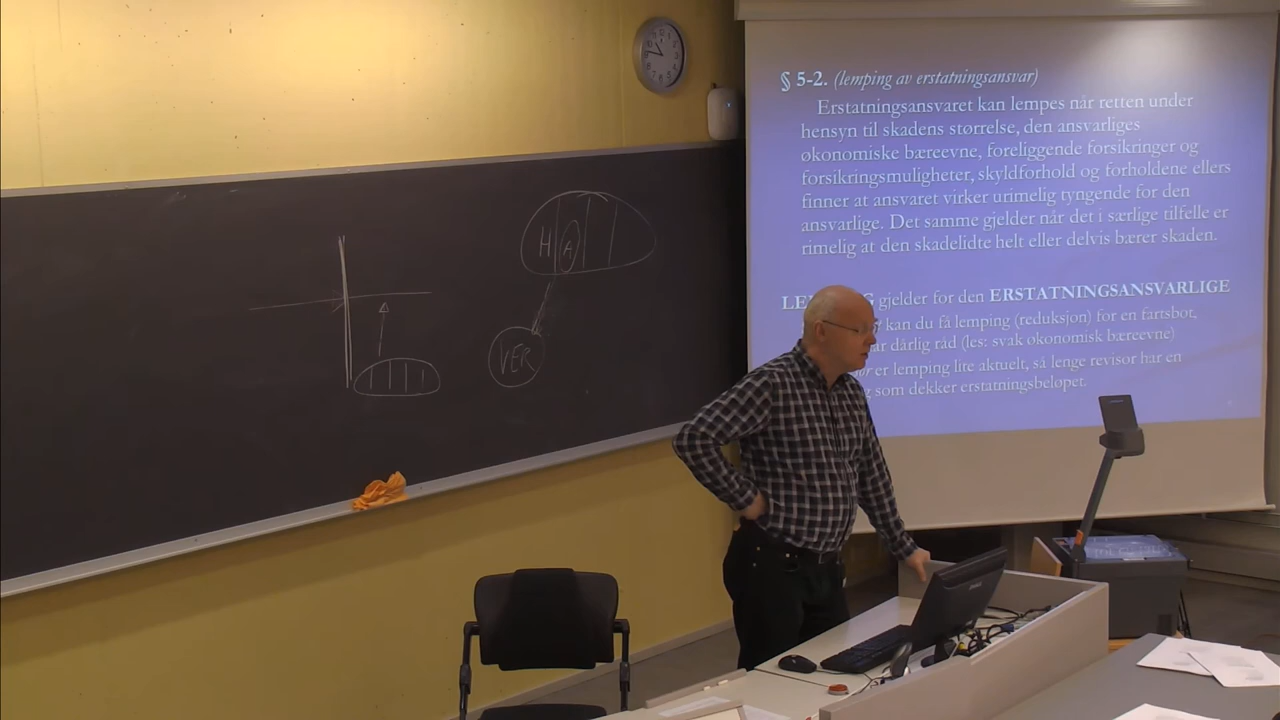 H A
VER
§ 5-2. (lemping av erstatningsansvar)
Erstatningsansvaret kan lempes når retten under
hensyn til skadens størrelse, den ansvarliges
økonomiske bæreevne, foreliggende forsikringer og
forsikringsmuligheter, skyldforhold og forholdene ellers
finner at ansvaret virker urimelig tyngende for den
ansvarlige. Det samme gjelder når det i særlige tilfelle er
rimelig at den skadelidte helt eller delvis bærer skaden.
gjelder for den ERSTATNINGSANSVARLIGE
kan du få lemping (reduksjon) for en fartsbot,
dårlig råd (les: svak økonomisk bæreevne)
er lemping lite aktuelt, så lenge revisor har en
som dekker erstatningsbeløpet.